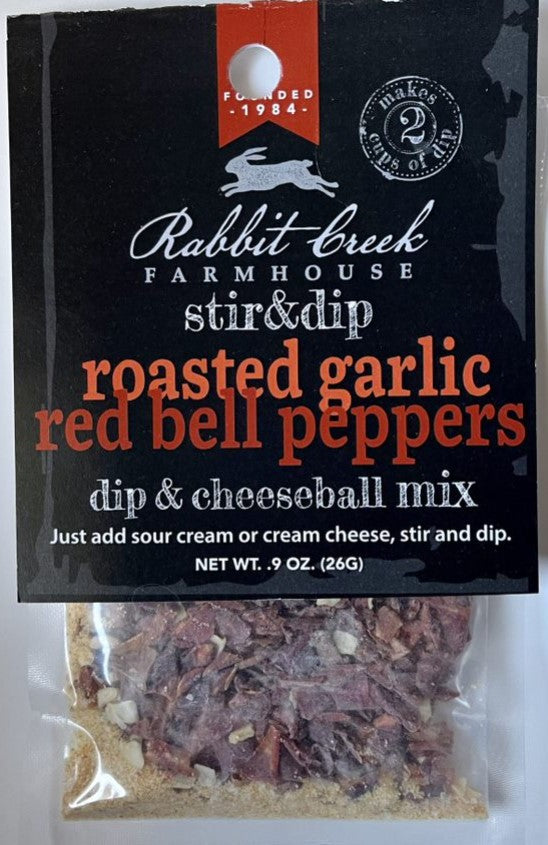 FOUNDED
-1984-
makes
2
cups of dip
Rabbit Creek
FARMHOUSE
stir&dip
roasted garlic
red bell peppers
dip & cheeseball mix
Just add sour cream or cream cheese, stir and dip.
NET WT. .9 OZ. (26G)